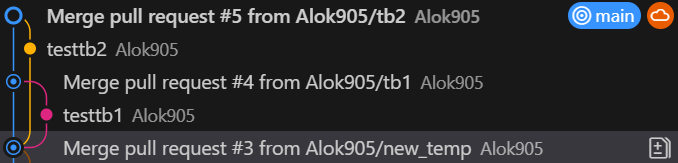 Merge pull request #5 from Alok905/tb2 Alok905 main
testtb2 Alok905
Merge pull request #4 from Alok905/tb1 Alok905
testtb1 Alok905
Merge pull request #3 from Alok905/new_temp Alok905